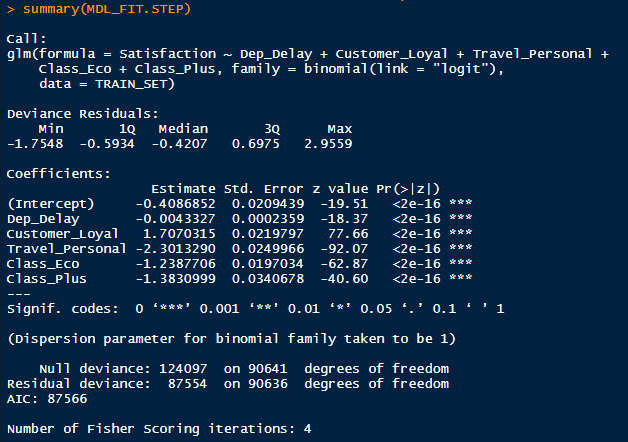 > summary(MDL_FIT.STEP)
Call:
glm(formula = Satisfaction ~ Dep_Delay + Customer_Loyal + Travel_Personal +
    Class_Eco + Class_Plus, family = binomial(link = "logit"),
    data = TRAIN_SET)
Deviance Residuals:
    Min       1Q   Median       3Q      Max
-1.7548  -0.5934  -0.4207   0.6975   2.9559
Coefficients:
                  Estimate Std. Error z value Pr(>|z|)
(Intercept)     -0.4086852  0.0209439  -19.51   <2e-16 ***
Dep_Delay       -0.0043327  0.0002359  -18.37   <2e-16 ***
Customer_Loyal   1.7070315  0.0219797   77.66   <2e-16 ***
Travel_Personal -2.3013290  0.0249966  -92.07   <2e-16 ***
Class_Eco       -1.2387706  0.0197034  -62.87   <2e-16 ***
Class_Plus      -1.3830999  0.0340678  -40.60   <2e-16 ***
---
Signif. codes:  0 ‘***’ 0.001 ‘**’ 0.01 ‘*’ 0.05 ‘.’ 0.1 ‘ ’ 1
(Dispersion parameter for binomial family taken to be 1)
    Null deviance: 124097  on 90641  degrees of freedom
Residual deviance:  87554  on 90636  degrees of freedom
AIC: 87566
Number of Fisher Scoring iterations: 4